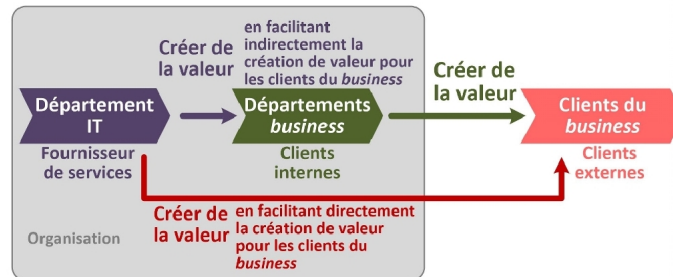 Créer de
la valeur
en facilitant
indirectement la
création de valeur pour
les clients du business
Créer de
la valeur
Département
IT
Départements
business
Clients du
business
Fournisseur
de services
Clients
internes
Clients
externes
Créer de
la valeur
en facilitant directement
la création de valeur
pour les clients du
business
Organisation